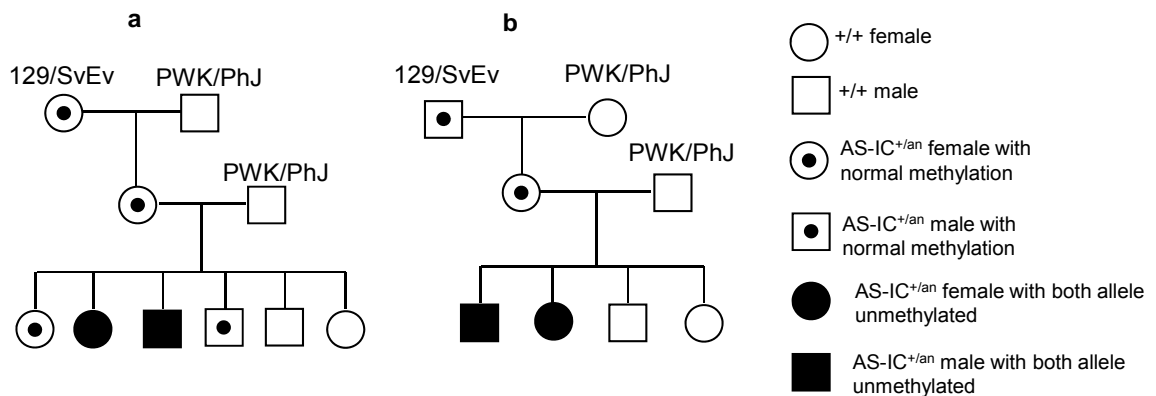 a
129/SvEv PWK/PhJ
PWK/PhJ
b
129/SvEv PWK/PhJ
PWK/PhJ
+/+ female
+/+ male
AS-IC+/an female with
normal methylation
AS-IC+/an male with
normal methylation
AS-IC+/an female with both allele
unmethylated
AS-IC+/an male with both allele
unmethylated